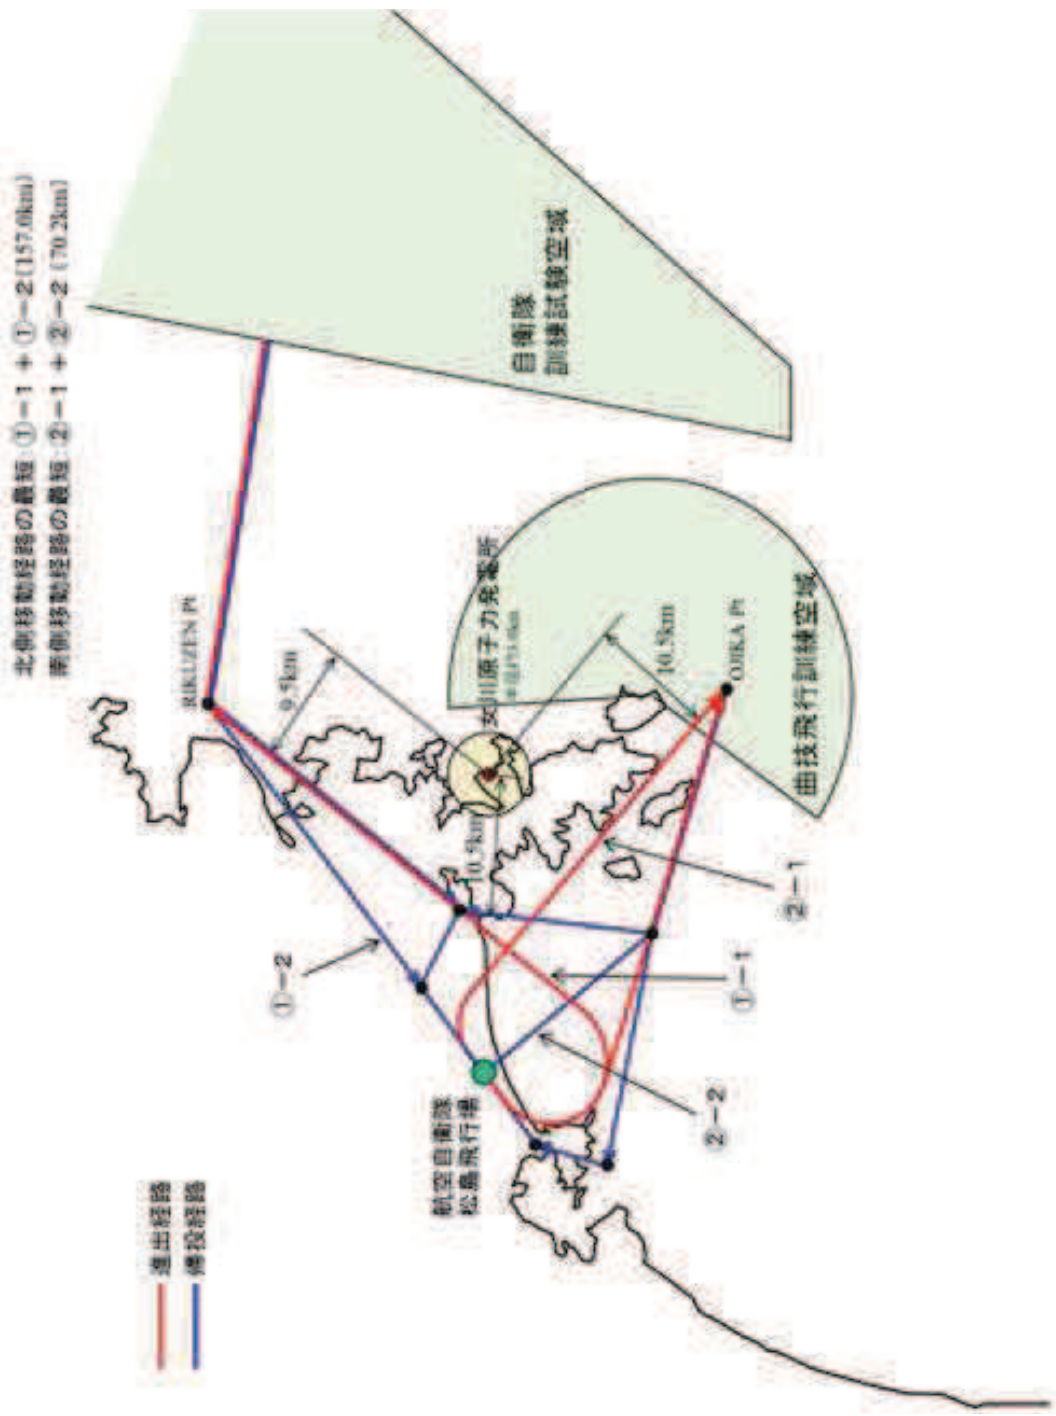 北側移動経路の最短:①−1 + ①−2(157.0km)
南側移動経路の最短:②−1 + ②−2(70.2km)
RIKUZEN Pt
9.5km
自衛隊
訓練試験空域
女川原子力発電所
10.5km
10.5km
OJIKA Pt
曲技飛行訓練空域
①−2
①−1
②−1
②−2
航空自衛隊
松島飛行場
進出経路
帰投経路